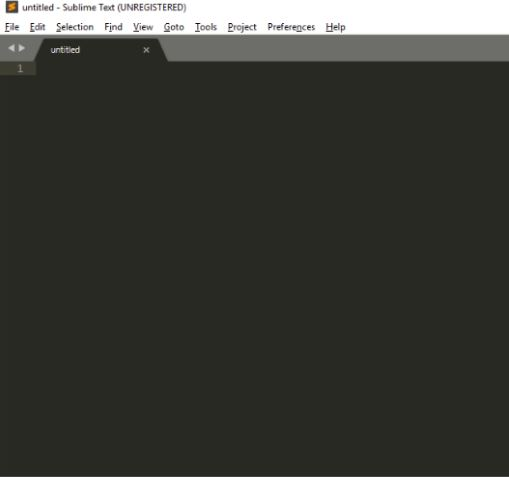 untitled - Sublime Text (UNREGISTERED)
File Edit Selection Find View Goto Tools Project Preferences Help
untitled ×
1